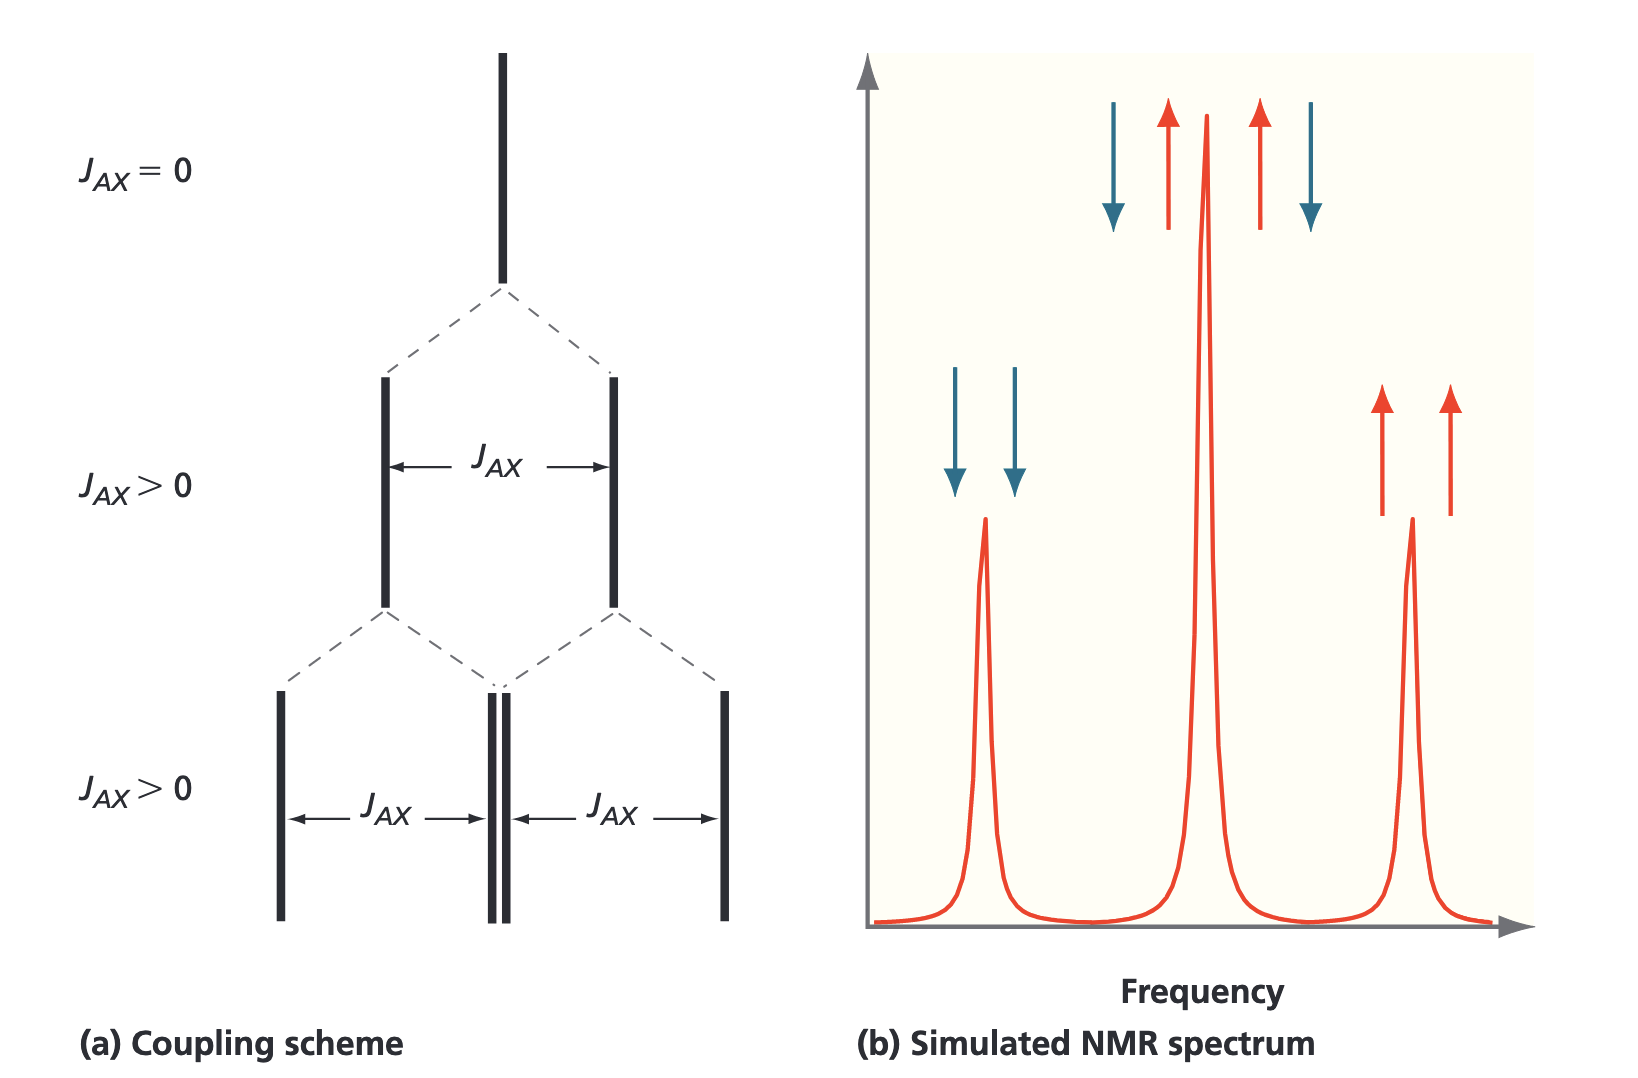 J_AX = 0
J_AX
J_AX > 0
J_AX > 0
J_AX
J_AX
Frequency
(a) Coupling scheme
(b) Simulated NMR spectrum